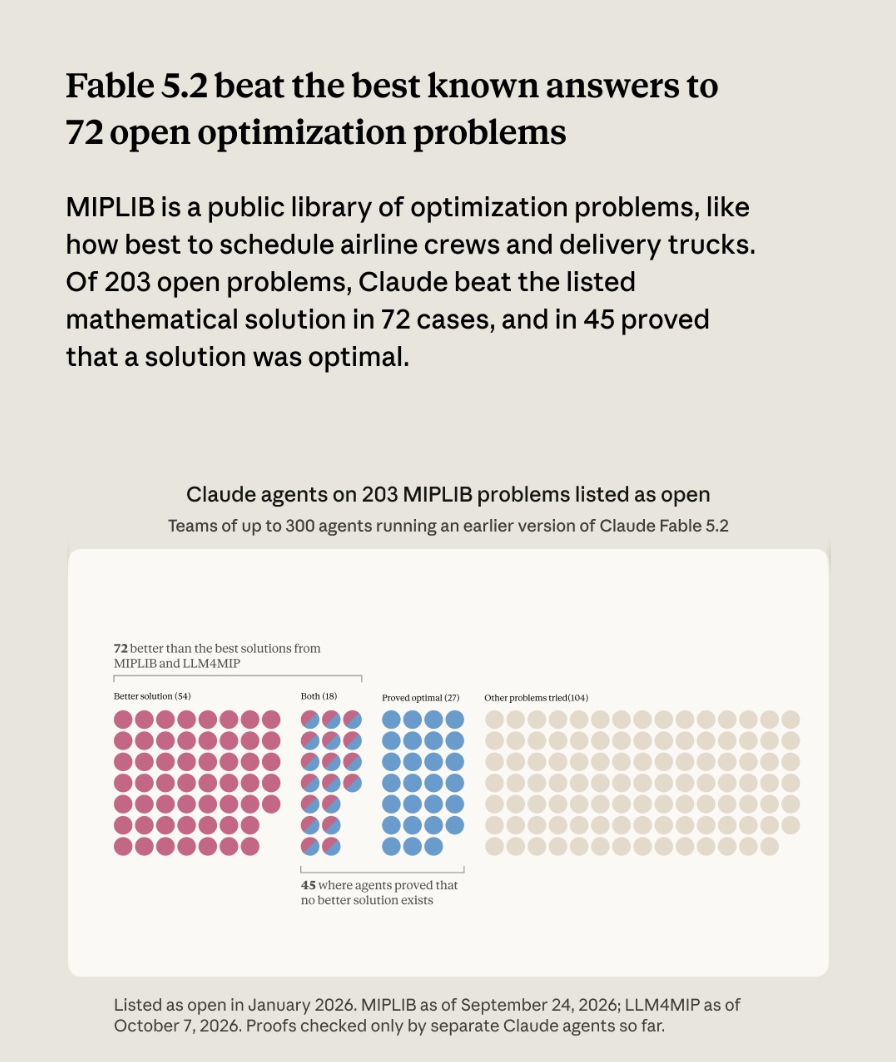 Fable 5.2 beat the best known answers to
72 open optimization problems
MIPLIB is a public library of optimization problems, like
how best to schedule airline crews and delivery trucks.
Of 203 open problems, Claude beat the listed
mathematical solution in 72 cases, and in 45 proved
that a solution was optimal.
Claude agents on 203 MIPLIB problems listed as open
Teams of up to 300 agents running an earlier version of Claude Fable 5.2
72 better than the best solutions from
MIPLIB and LLM4MIP
Better solution (54)
Both (18)
Proved optimal (27)
Other problems tried(104)
45 where agents proved that
no better solution exists
Listed as open in January 2026. MIPLIB as of September 24, 2026; LLM4MIP as of
October 7, 2026. Proofs checked only by separate Claude agents so far.